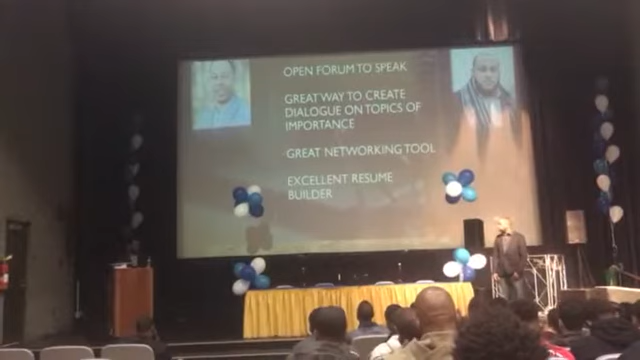 OPEN FORUM TO SPEAK
GREAT WAY TO CREATE
DIALOGUE ON TOPICS OF
IMPORTANCE
GREAT NETWORKING TOOL
EXCELLENT RESUME
BUILDER